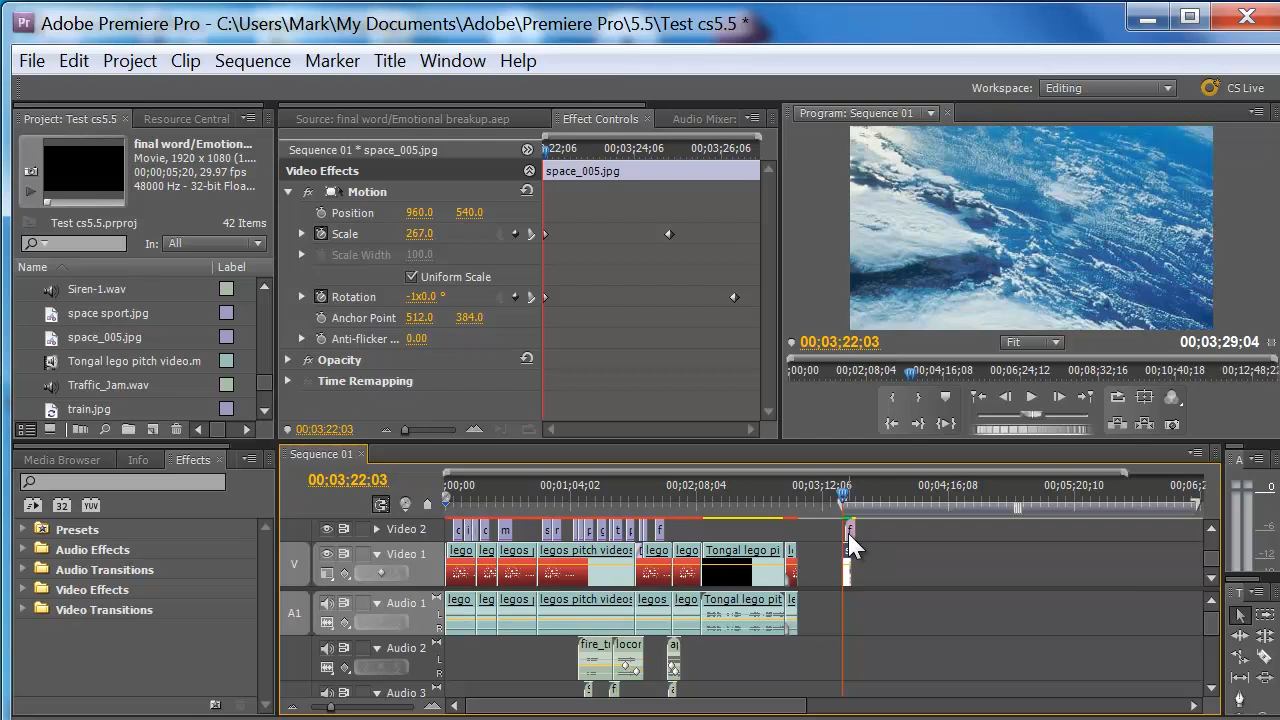 Pr Adobe Premiere Pro - C:\Users\Mark\My Documents\Adobe\Premiere Pro\5.5\Test cs5.5 *
File Edit Project Clip Sequence Marker Title Window Help
Workspace: Editing CS Live
Project: Test cs5.5 Resource Central
final word/Emotion...
Movie, 1920 x 1080 (1....
00;00;05;20, 29.97 fps
48000 Hz - 32-bit Floa...
Test cs5.5.prproj 42 Items
In: All
Name Label
Siren-1.wav
space sport.jpg
space_005.jpg
Tongal lego pitch video.m
Traffic_Jam.wav
train.jpg
Source: final word/Emotional breakup.aep Effect Controls Audio Mixer:
Sequence 01 * space_005.jpg
;22;06 00;03;24;06 00;03;26;06
Video Effects space_005.jpg
Motion
Position 960.0 540.0
Scale 267.0
Scale Width 100.0
Uniform Scale
Rotation -1x0.0 °
Anchor Point 512.0 384.0
Anti-flicker ... 0.00
Opacity
Time Remapping
00;03;22;03
Program: Sequence 01
00;03;22;03 Fit 00;03;29;04
;00;00 00;02;08;04 00;04;16;08 00;06;24;12 00;08;32;16 00;10;40;18 00;12;48;22
Media Browser Info Effects
32 YUV
Presets
Audio Effects
Audio Transitions
Video Effects
Video Transitions
Sequence 01
00;03;22;03
;00;00 00;01;04;02 00;02;08;04 00;03;12;06 00;04;16;08 00;05;20;10 00;06;2
Video 2 c i c m s r p g t p f f
V Video 1 lego leg legos legos pitch videos lego lego Tongal lego pi
A1 Audio 1 lego lego legos legos pitch videos legos lego Tongal lego pit le
L
R
Audio 2 fire_tr locor
L
R
Audio 3
A
0
T